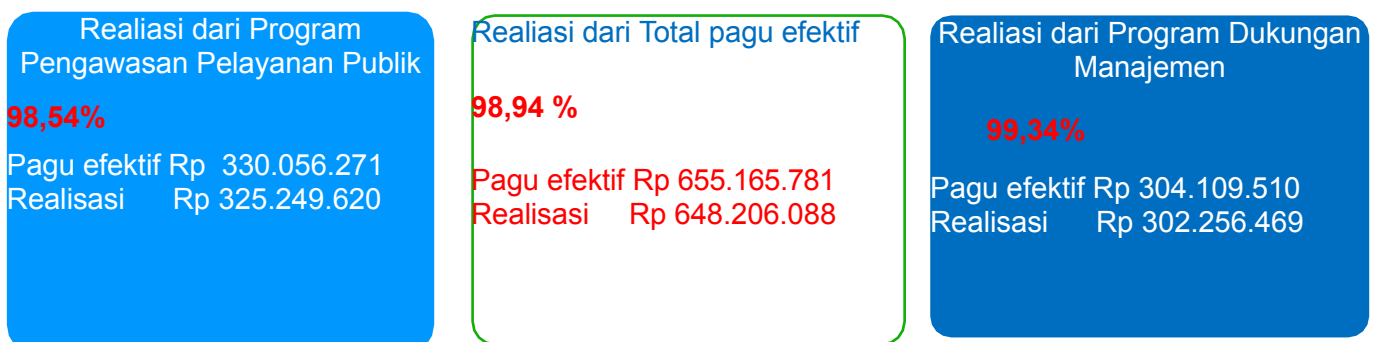 Realiasi dari Program
Pengawasan Pelayanan Publik
98,54%
Pagu efektif Rp 330.056.271
Realisasi Rp 325.249.620
Realiasi dari Total pagu efektif
98,94 %
Pagu efektif Rp 655.165.781
Realisasi Rp 648.206.088
Realiasi dari Program Dukungan
Manajemen
99,34%
Pagu efektif Rp 304.109.510
Realisasi Rp 302.256.469